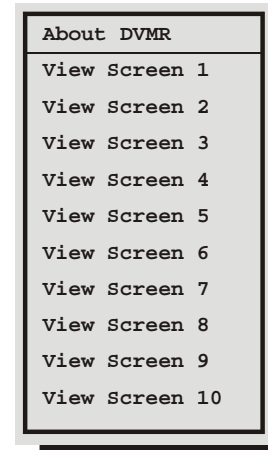 About DVMR
View Screen 1
View Screen 2
View Screen 3
View Screen 4
View Screen 5
View Screen 6
View Screen 7
View Screen 8
View Screen 9
View Screen 10